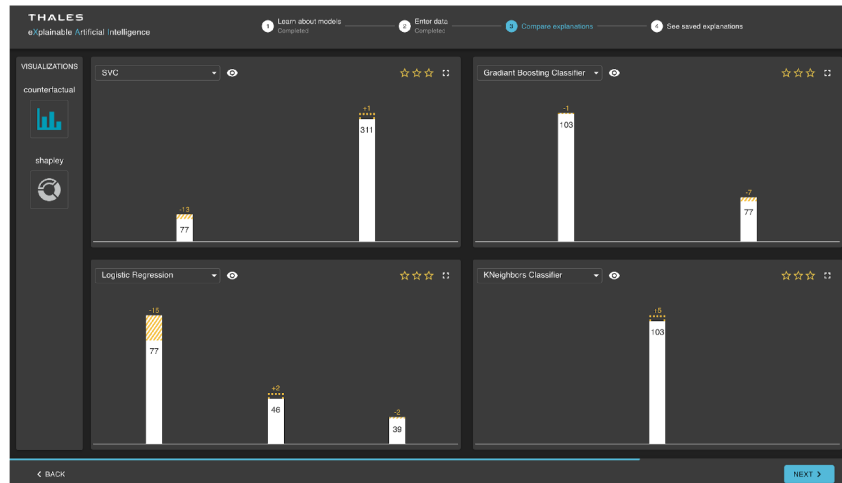 THALES
eXplainable Artificial Intelligence
1 Learn about models
Completed
2 Enter data
Completed
3 Compare explanations
4 See saved explanations
VISUALIZATIONS
counterfactual
shapley
SVC
-13
77
+1
311
Gradiant Boosting Classifier
-1
103
-7
77
Logistic Regression
-15
77
+2
46
-2
39
KNeighbors Classifier
+5
103
BACK
NEXT